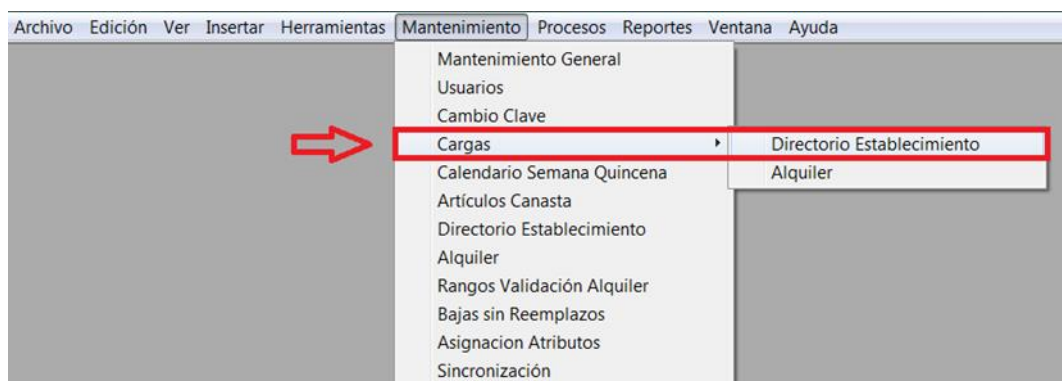 Archivo Edición Ver Insertar Herramientas Mantenimiento Procesos Reportes Ventana Ayuda
Mantenimiento General
Usuarios
Cambio Clave
Cargas
Directorio Establecimiento
Alquiler
Calendario Semana Quincena
Artículos Canasta
Directorio Establecimiento
Alquiler
Rangos Validación Alquiler
Bajas sin Reemplazos
Asignacion Atributos
Sincronización